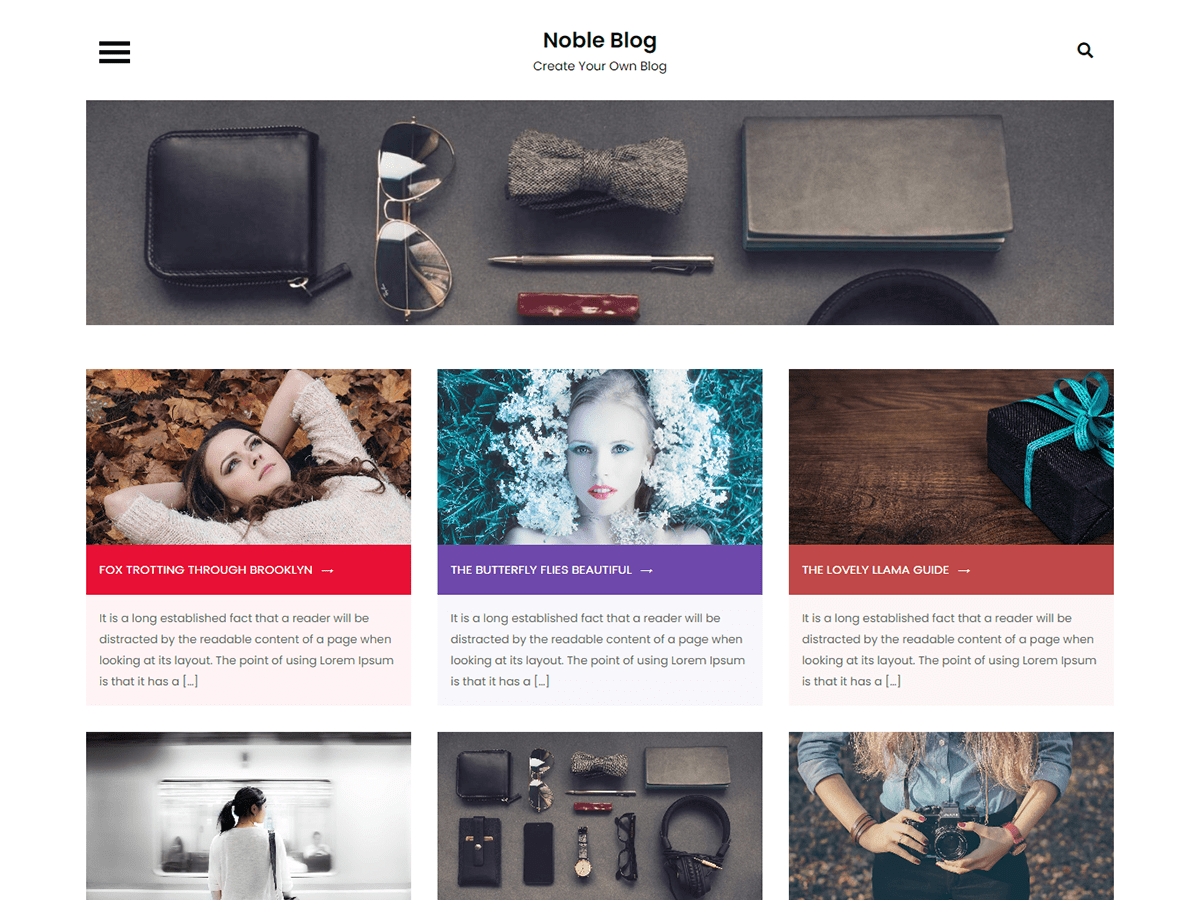 Noble Blog
Create Your Own Blog
FOX TROTTING THROUGH BROOKLYN →
It is a long established fact that a reader will be
distracted by the readable content of a page when
looking at its layout. The point of using Lorem Ipsum
is that it has a [...]
THE BUTTERFLY FLIES BEAUTIFUL →
It is a long established fact that a reader will be
distracted by the readable content of a page when
looking at its layout. The point of using Lorem Ipsum
is that it has a [...]
THE LOVELY LLAMA GUIDE →
It is a long established fact that a reader will be
distracted by the readable content of a page when
looking at its layout. The point of using Lorem Ipsum
is that it has a [...]